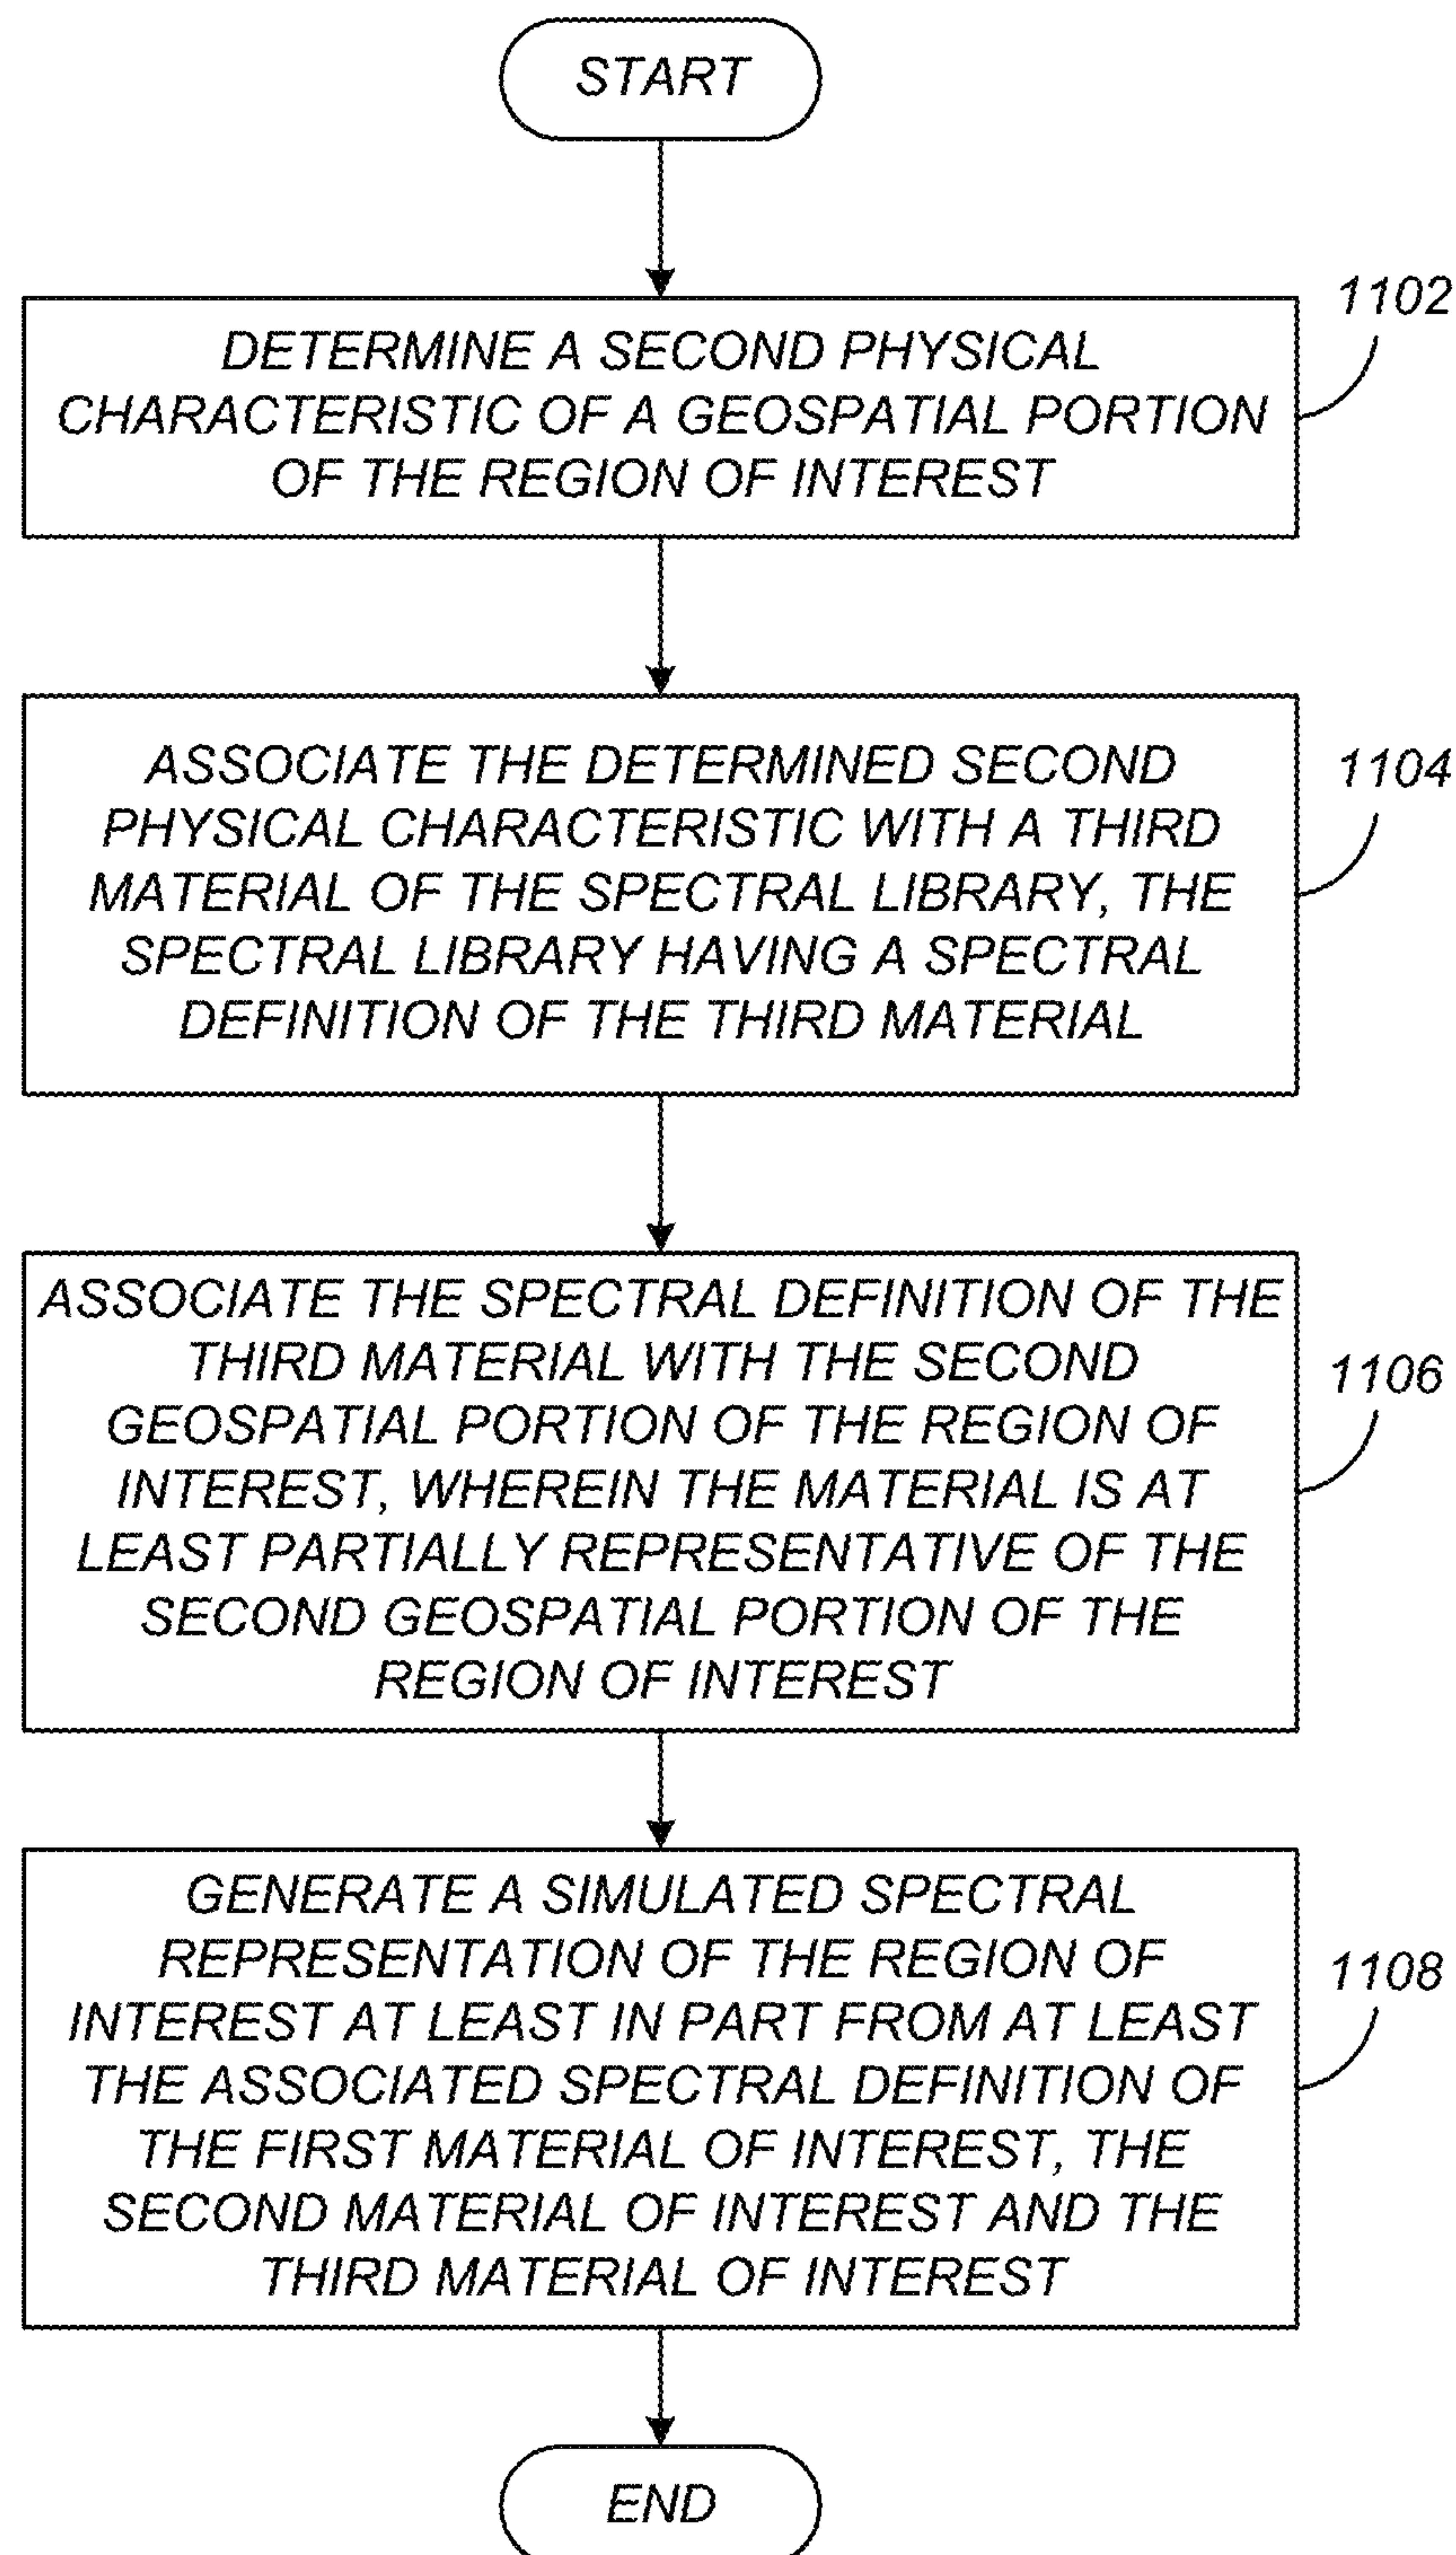 START
1102
DETERMINE A SECOND PHYSICAL
CHARACTERISTIC OF A GEOSPATIAL PORTION
OF THE REGION OF INTEREST
1104
ASSOCIATE THE DETERMINED SECOND
PHYSICAL CHARACTERISTIC WITH A THIRD
MATERIAL OF THE SPECTRAL LIBRARY, THE
SPECTRAL LIBRARY HAVING A SPECTRAL
DEFINITION OF THE THIRD MATERIAL
1106
ASSOCIATE THE SPECTRAL DEFINITION OF THE
THIRD MATERIAL WITH THE SECOND
GEOSPATIAL PORTION OF THE REGION OF
INTEREST, WHEREIN THE MATERIAL IS AT
LEAST PARTIALLY REPRESENTATIVE OF THE
SECOND GEOSPATIAL PORTION OF THE
REGION OF INTEREST
1108
GENERATE A SIMULATED SPECTRAL
REPRESENTATION OF THE REGION OF
INTEREST AT LEAST IN PART FROM AT LEAST
THE ASSOCIATED SPECTRAL DEFINITION OF
THE FIRST MATERIAL OF INTEREST, THE
SECOND MATERIAL OF INTEREST AND THE
THIRD MATERIAL OF INTEREST
END